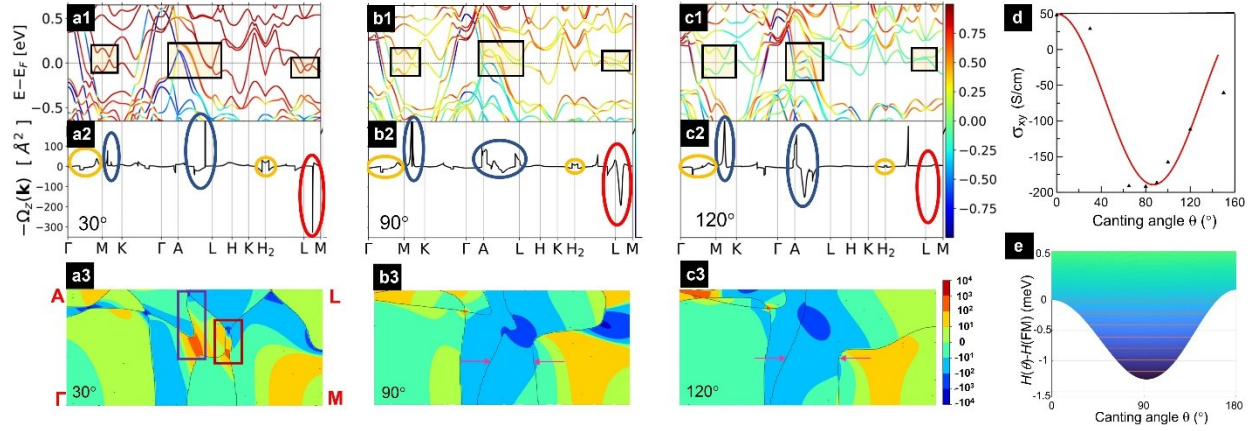 a1
b1
c1
d
E−E_F [eV]
0.5
0.0
−0.5
0.75
0.50
0.25
0.00
−0.25
−0.50
−0.75
a2
b2
c2
−Ω_z(k) [Å²]
100
0
−100
−200
−300
30°
90°
120°
Γ M K Γ A L H K H₂ L M
Γ M K Γ A L H K H₂ L M
Γ M K Γ A L H K H₂ L M
σ_xy (S/cm)
50
0
-50
-100
-150
-200
0 50 100 150
Canting angle θ (°)
a3
b3
c3
A
L
Γ
M
30°
90°
120°
10⁴
10³
10²
10¹
0
-10¹
-10²
-10³
-10⁴
e
H(θ)-H(FM) (meV)
0.5
0
-0.5
-1
-1.5
0 90 180
Canting angle θ (°)